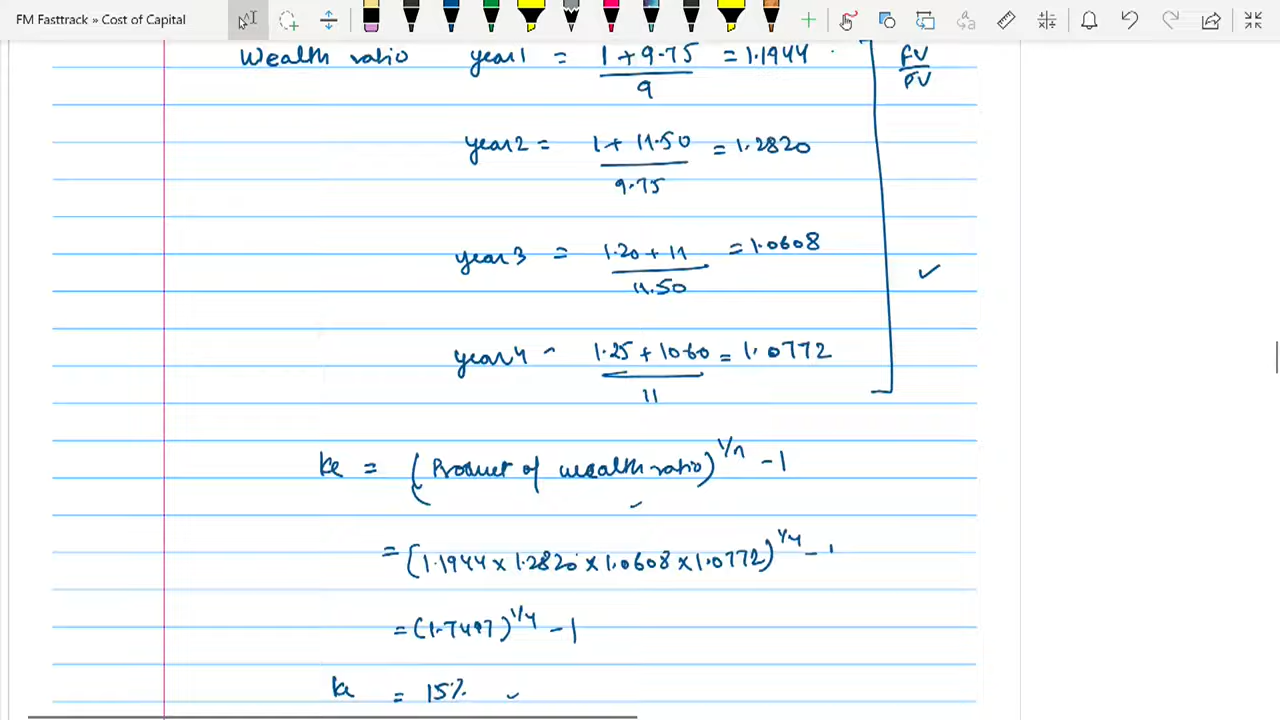 FM Fasttrack » Cost of Capital
Wealth ratio year1 = 1 + 9.75 = 1.1944 FV
9 PV
year2 = 1 + 11.50 = 1.2820
9.75
year3 = 1.20 + 11 = 1.0608
11.50
year4 - 1.25 + 10.60 = 1.0772
11
ke = (Product of wealth ratio)^1/n - 1
= (1.1944 x 1.2820 x 1.0608 x 1.0772)^1/4 - 1
= (1.7497)^1/4 - 1
ke = 15%